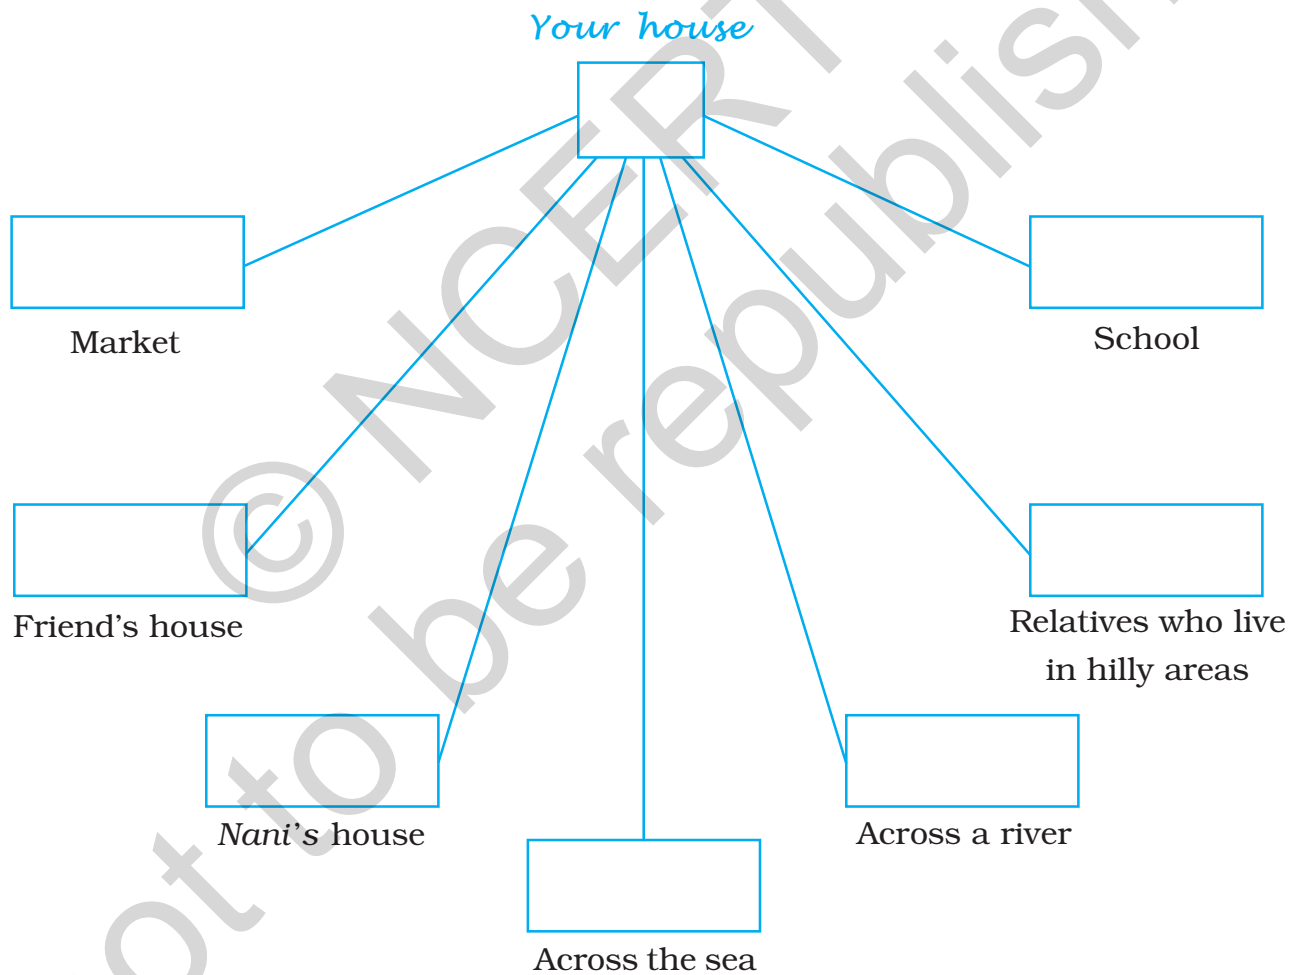 Your house
Market
School
Friend's house
Relatives who live
in hilly areas
Nani's house
Across a river
Across the sea
© NCERT
not to be republished